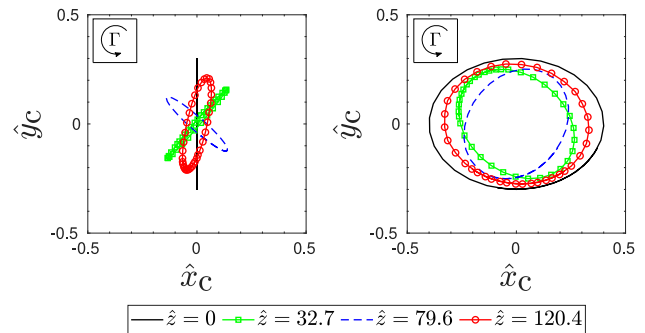 Γ
0.5
0
-0.5
-0.5 0 0.5
ŷc
x̂c
Γ
0.5
0
-0.5
-0.5 0 0.5
ŷc
x̂c
ẑ = 0 ẑ = 32.7 ẑ = 79.6 ẑ = 120.4